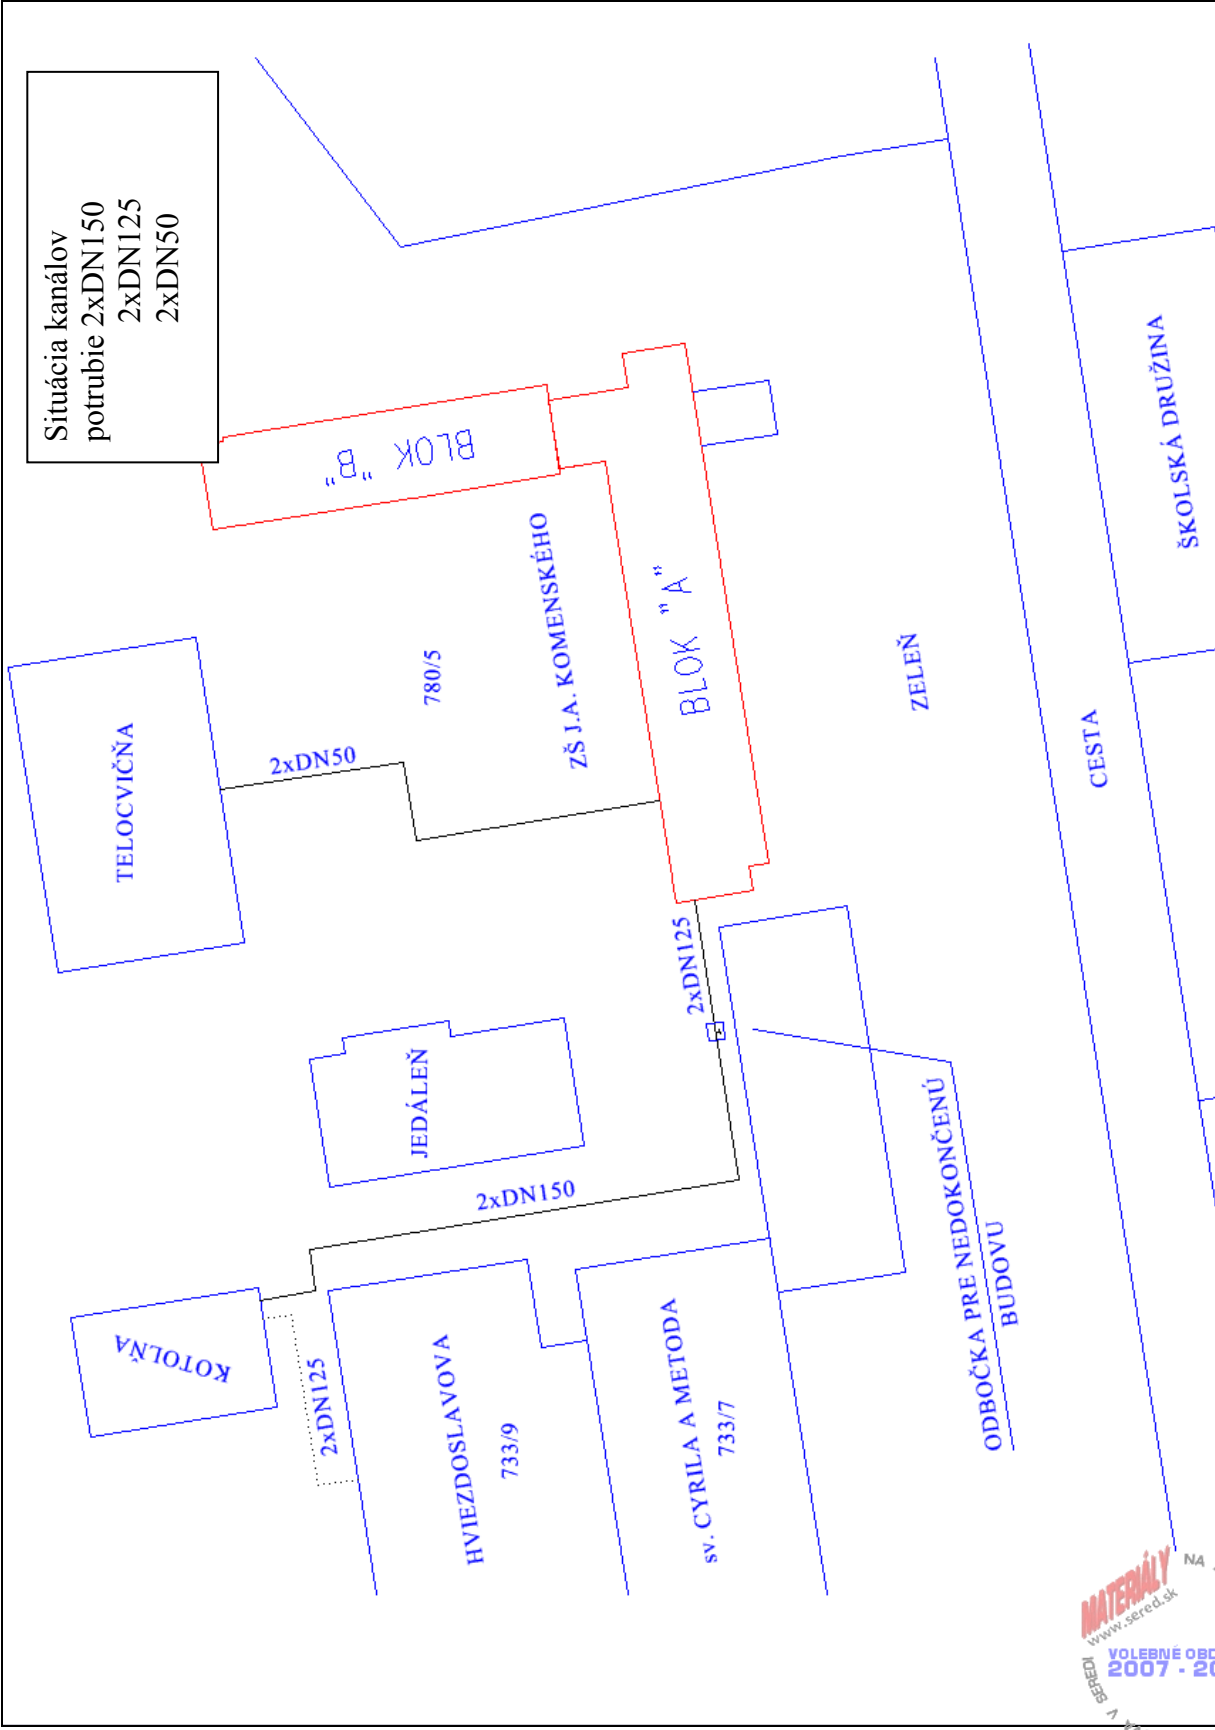 Situácia kanálov
potrubie 2xDN150
2xDN125
2xDN50
BLOK "B"
TELOCVIČŇA
2xDN50
780/5
ZŠ J.A. KOMENSKÉHO
BLOK "A"
ZELEŇ
CESTA
ŠKOLSKÁ DRUŽINA
2xDN125
JEDÁLEŇ
2xDN150
KOTOLŇA
2xDN125
HVIEZDOSLAVOVA
733/9
sv. CYRILA A METODA
733/7
ODBOČKA PRE NEDOKONČENÚ
BUDOVU
MATERIÁLY
www.sered.sk
NA
V SEREDI
VOLEBNÉ OBD
2007 - 20